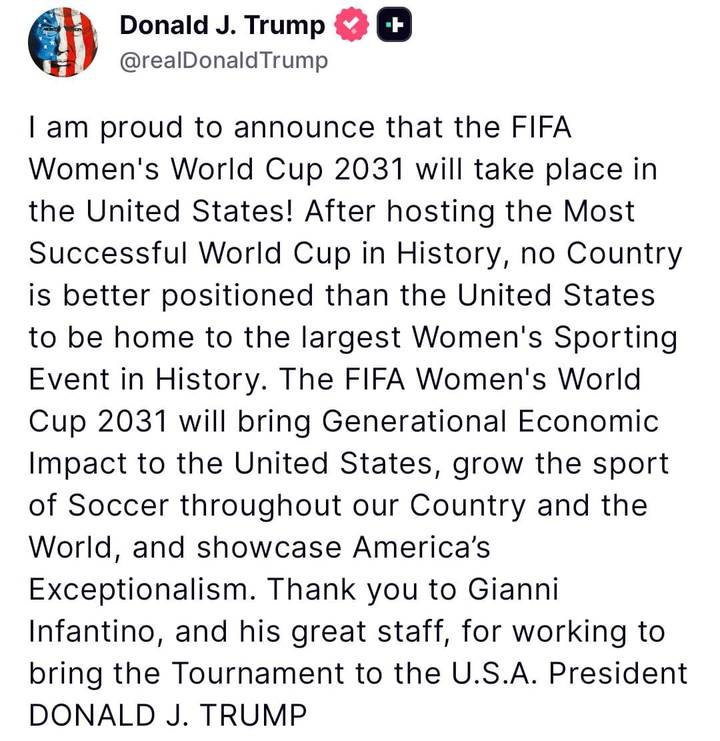 Donald J. Trump
@realDonaldTrump
I am proud to announce that the FIFA
Women's World Cup 2031 will take place in
the United States! After hosting the Most
Successful World Cup in History, no Country
is better positioned than the United States
to be home to the largest Women's Sporting
Event in History. The FIFA Women's World
Cup 2031 will bring Generational Economic
Impact to the United States, grow the sport
of Soccer throughout our Country and the
World, and showcase America’s
Exceptionalism. Thank you to Gianni
Infantino, and his great staff, for working to
bring the Tournament to the U.S.A. President
DONALD J. TRUMP